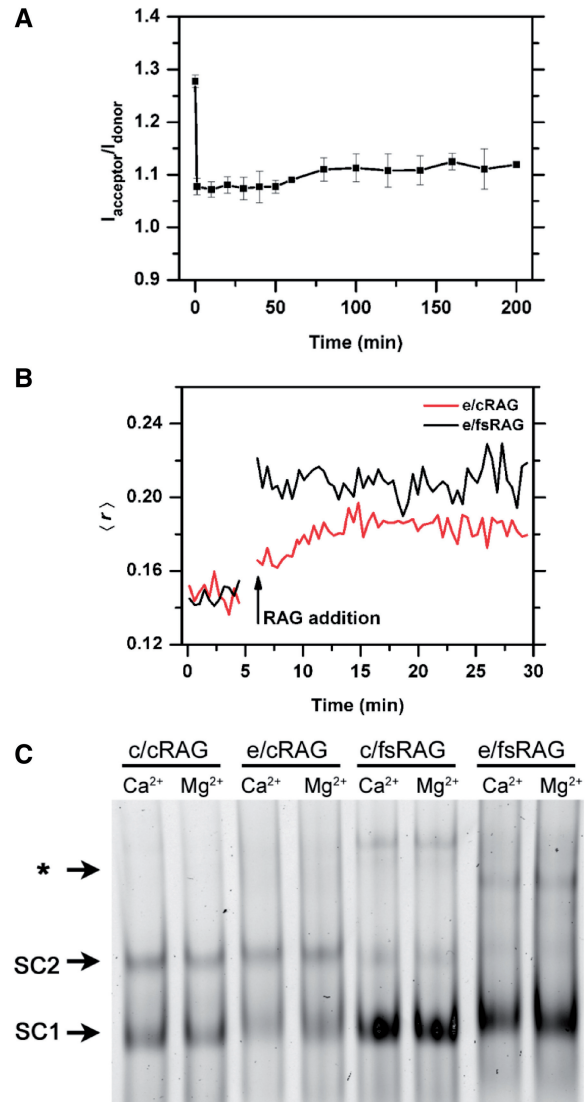 A
I acceptor/I donor
1.4
1.3
1.2
1.1
1.0
0.9
0 50 100 150 200
Time (min)
B
⟨ r ⟩
0.24
0.20
0.16
0.12
e/cRAG
e/fsRAG
RAG addition
0 5 10 15 20 25 30
Time (min)
C
c/cRAG e/cRAG c/fsRAG e/fsRAG
Ca²⁺ Mg²⁺ Ca²⁺ Mg²⁺ Ca²⁺ Mg²⁺ Ca²⁺ Mg²⁺
*
SC2
SC1